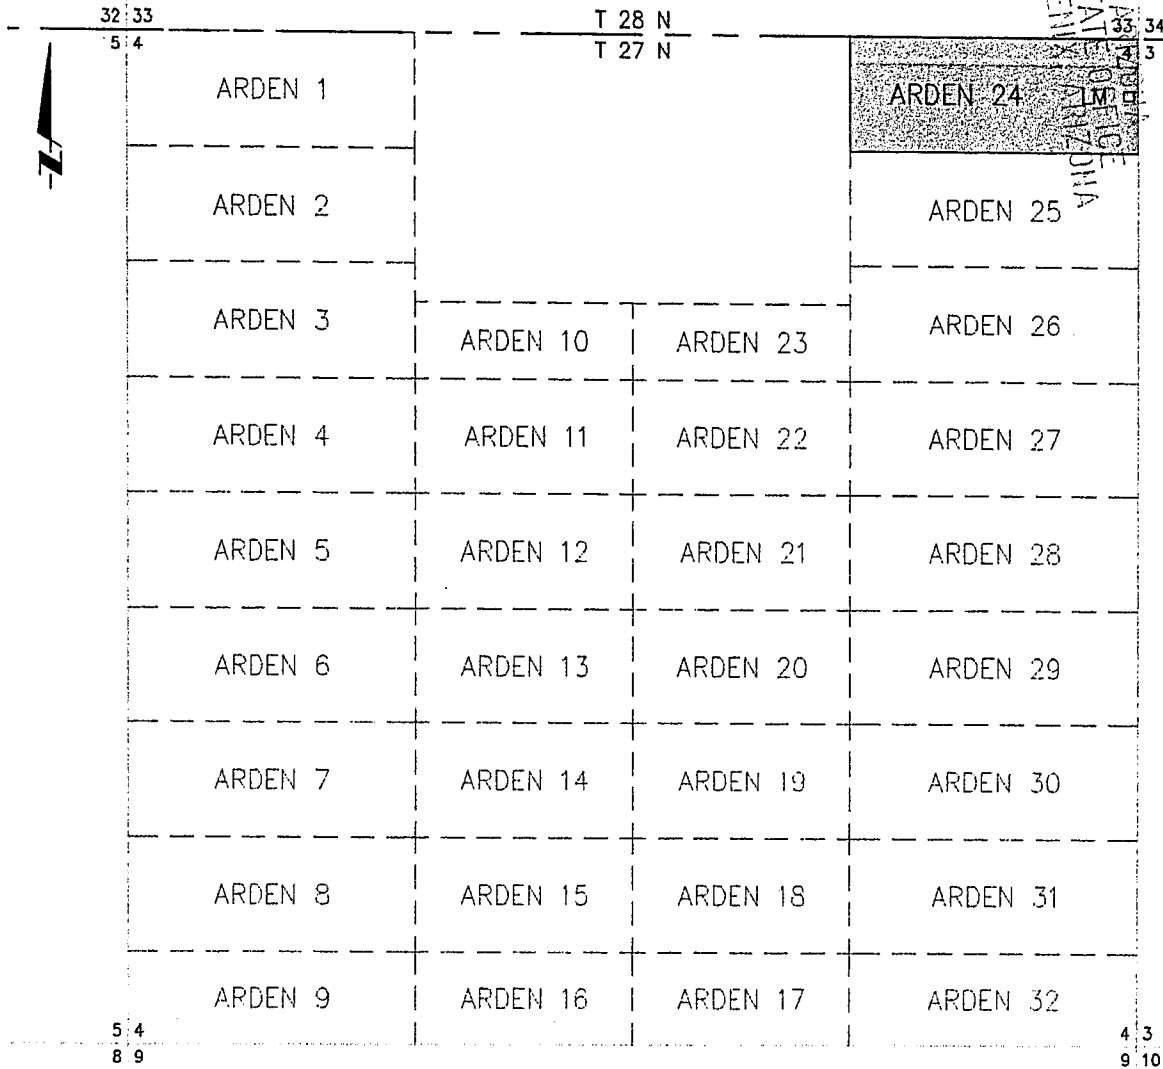 32 33 T 28 N 33 34
5 4 T 27 N 4 3
ARDEN 1 ARDEN 24 LM
STATE OFFICE
ARIZONA
ARDEN 2 ARDEN 25
ARDEN 3 ARDEN 10 ARDEN 23 ARDEN 26
ARDEN 4 ARDEN 11 ARDEN 22 ARDEN 27
ARDEN 5 ARDEN 12 ARDEN 21 ARDEN 28
ARDEN 6 ARDEN 13 ARDEN 20 ARDEN 29
ARDEN 7 ARDEN 14 ARDEN 19 ARDEN 30
ARDEN 8 ARDEN 15 ARDEN 18 ARDEN 31
ARDEN 9 ARDEN 16 ARDEN 17 ARDEN 32
5 4 4 3
8 9 9 10
N